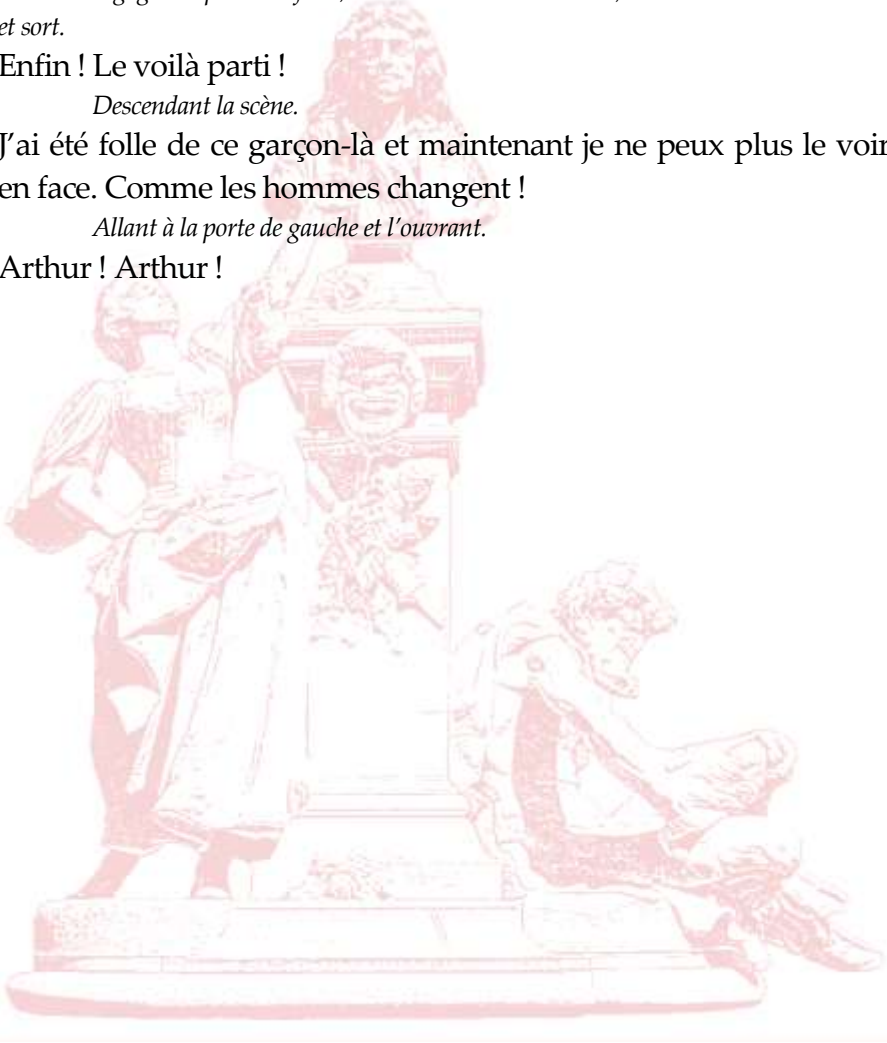 et sort.
Enfin ! Le voilà parti !
Descendant la scène.
J’ai été folle de ce garçon-là et maintenant je ne peux plus le voir
en face. Comme les hommes changent !
Allant à la porte de gauche et l’ouvrant.
Arthur ! Arthur !